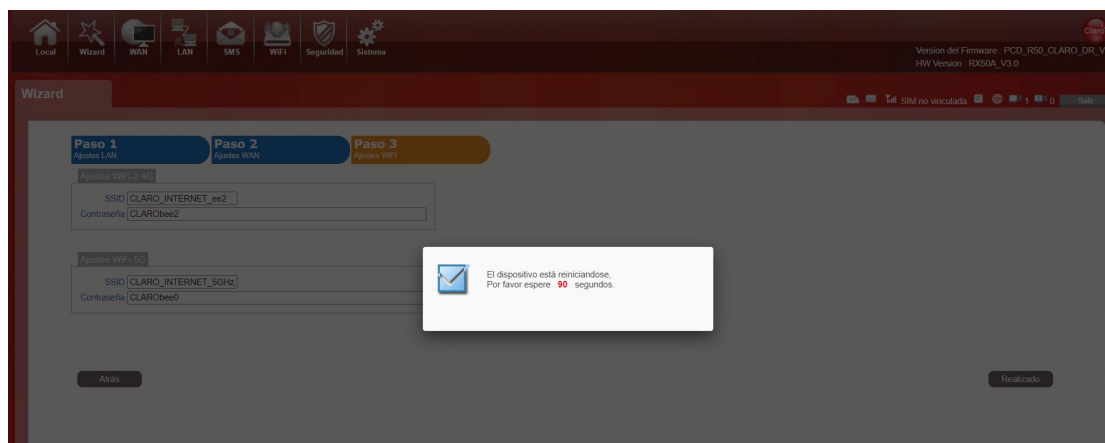 Local Wizard WAN LAN SMS WiFi Seguridad Sistema
Claro
Version del Firmware : PCD_R50_CLARO_DR_V
HW Version : RX50A_V3.0
Wizard
SIM no vinculada 1 0 Salir
Paso 1 Paso 2 Paso 3
Ajustes LAN Ajustes WAN Ajustes WiFi
Ajustes WiFi-2.4G
SSID CLARO_INTERNET_ee2
Contraseña CLARObee2
Ajustes WiFi-5G
SSID CLARO_INTERNET_5GHz
Contraseña CLARObee0
El dispositivo está reiniciandose,
Por favor espere 90 segundos.
Atrás Realizado